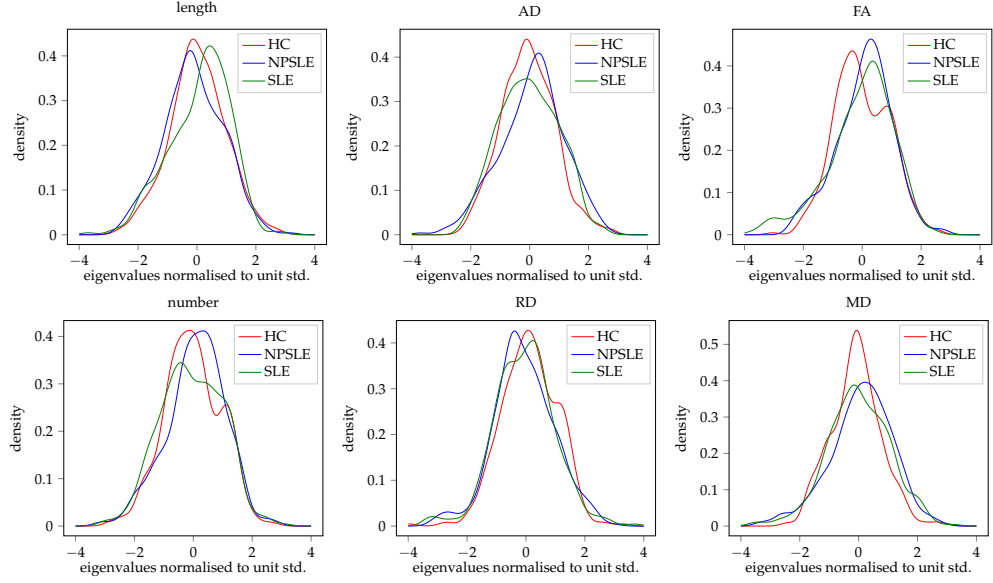 length
0.4
0.3
0.2
0.1
0
density
HC
NPSLE
SLE
−4 −2 0 2 4
eigenvalues normalised to unit std.
AD
0.4
0.3
0.2
0.1
0
density
HC
NPSLE
SLE
−4 −2 0 2 4
eigenvalues normalised to unit std.
FA
0.4
0.3
0.2
0.1
0
density
HC
NPSLE
SLE
−4 −2 0 2 4
eigenvalues normalised to unit std.
number
0.4
0.3
0.2
0.1
0
density
HC
NPSLE
SLE
−4 −2 0 2 4
eigenvalues normalised to unit std.
RD
0.4
0.3
0.2
0.1
0
density
HC
NPSLE
SLE
−4 −2 0 2 4
eigenvalues normalised to unit std.
MD
0.5
0.4
0.3
0.2
0.1
0
density
HC
NPSLE
SLE
−4 −2 0 2 4
eigenvalues normalised to unit std.